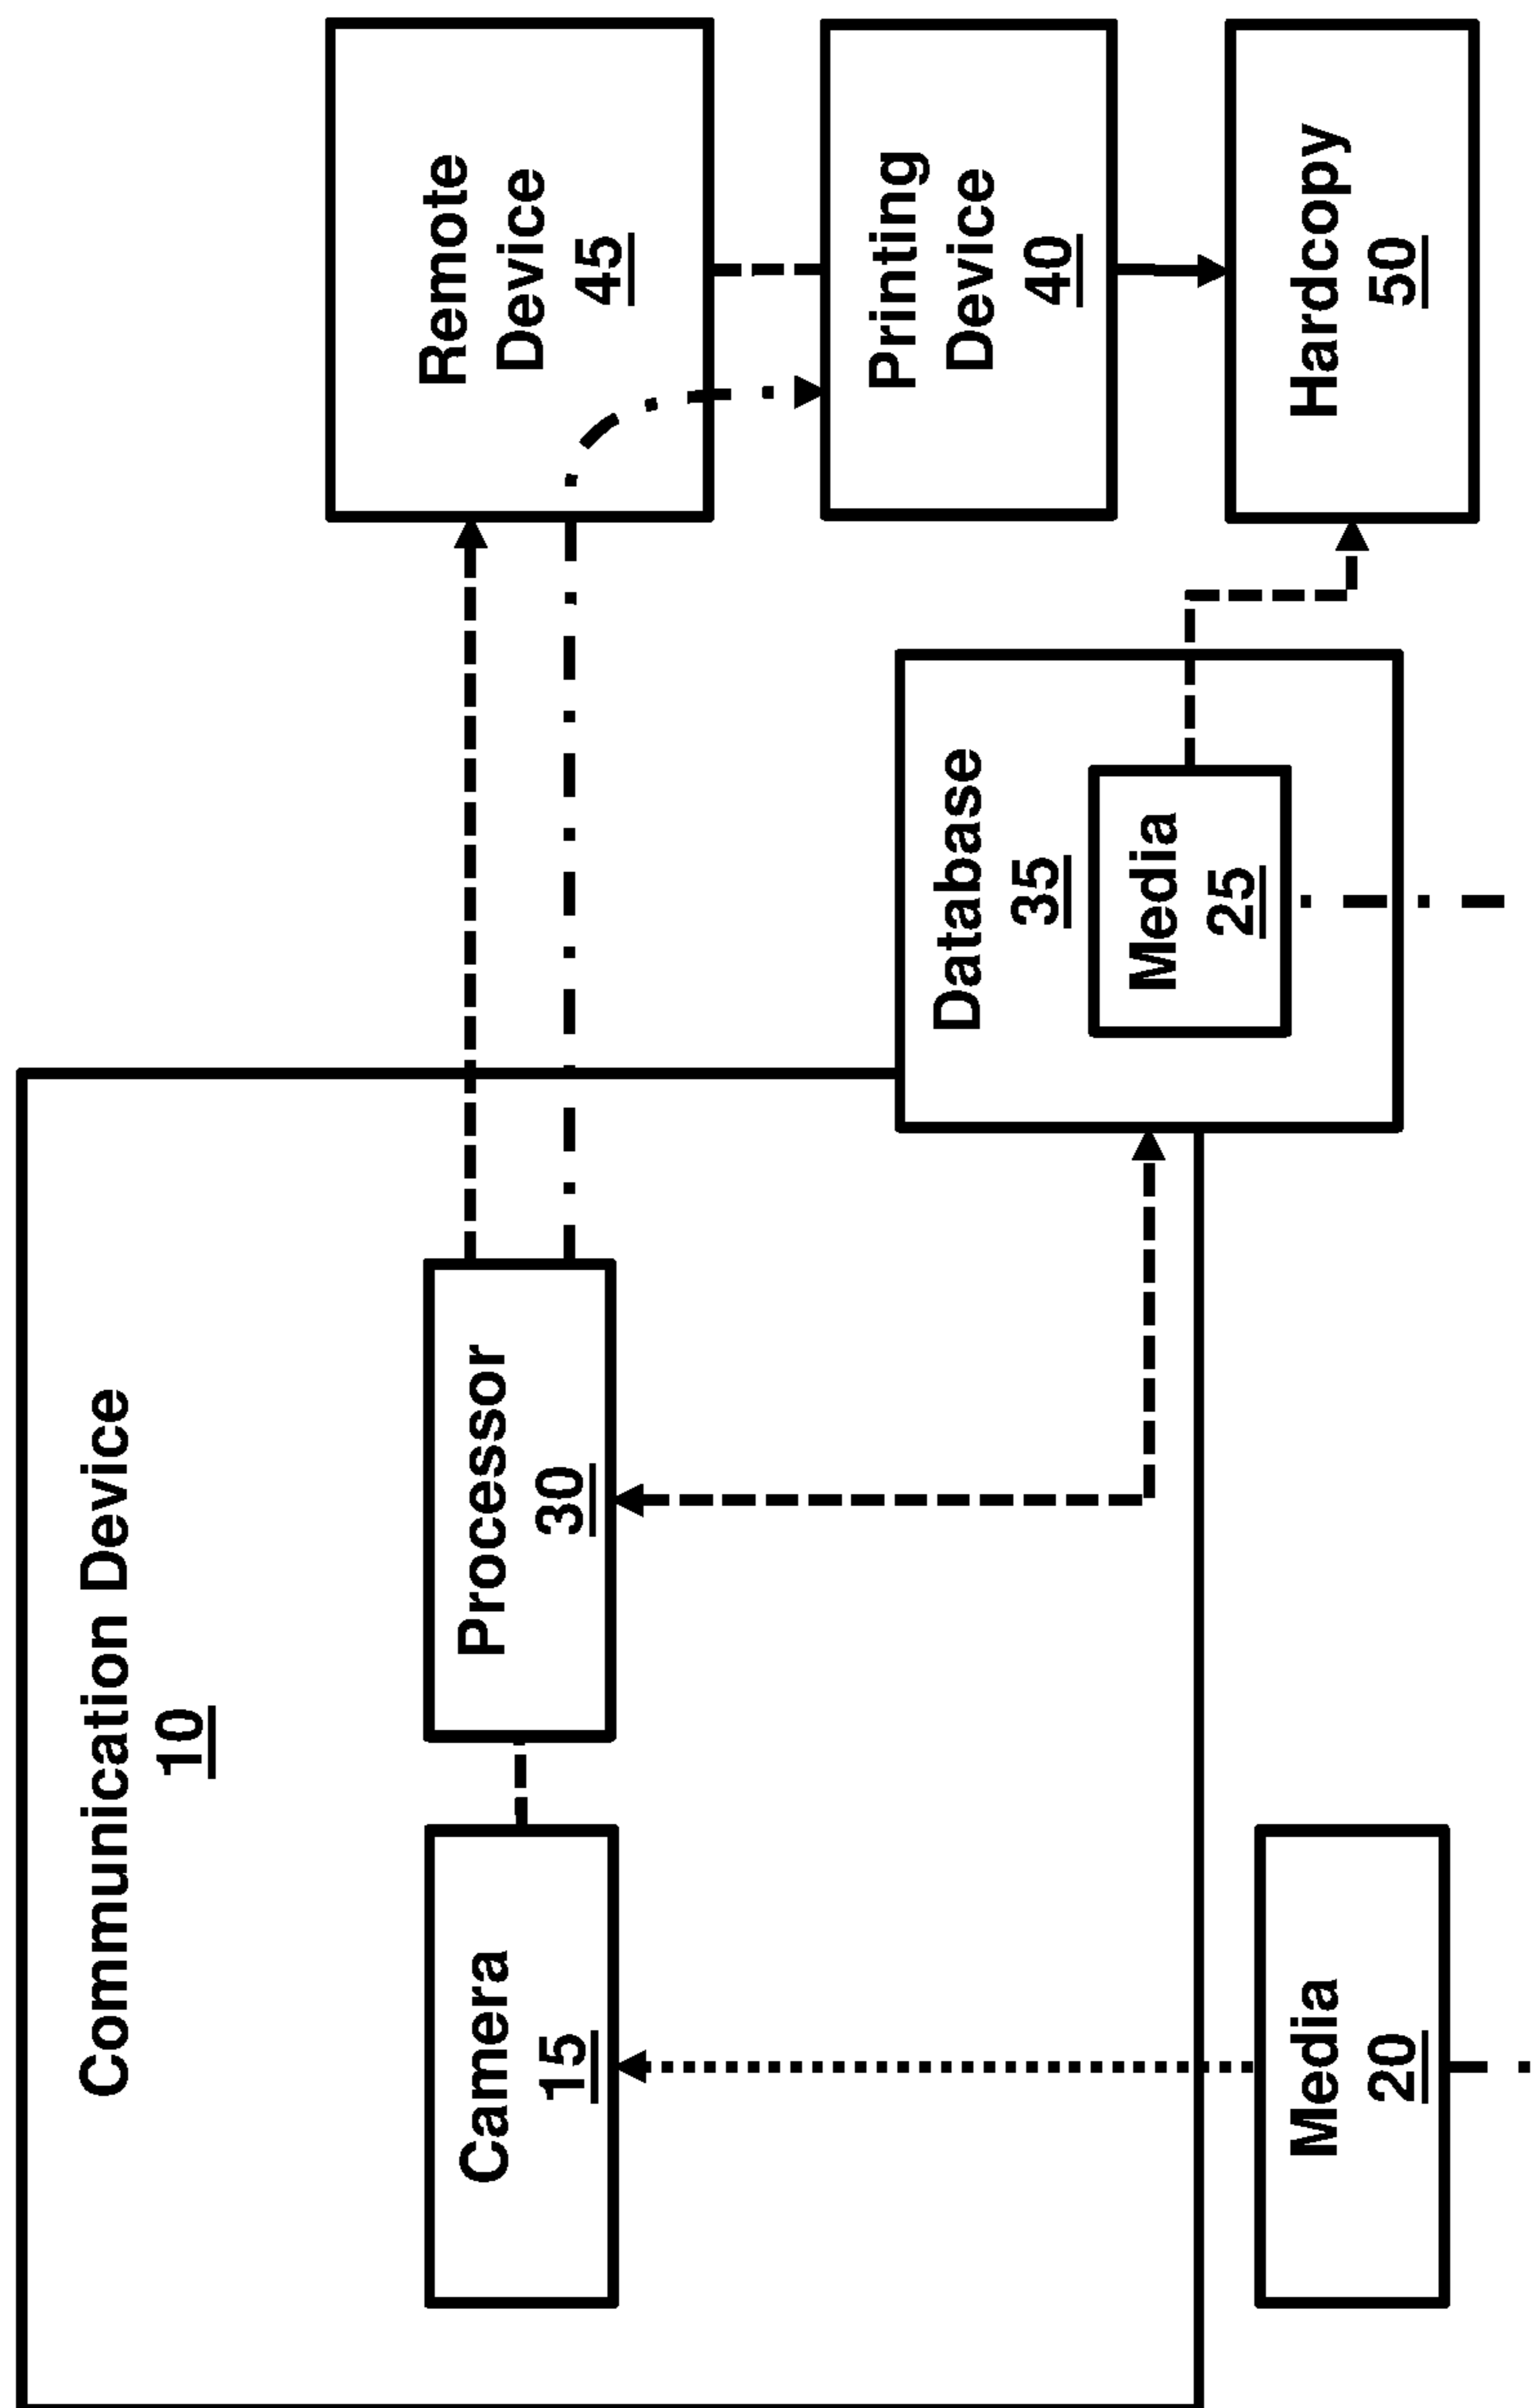 Communication Device
10
Camera
15
Processor
30
Remote
Device
45
Printing
Device
40
Database
35
Media
25
Media
20
Hardcopy
50